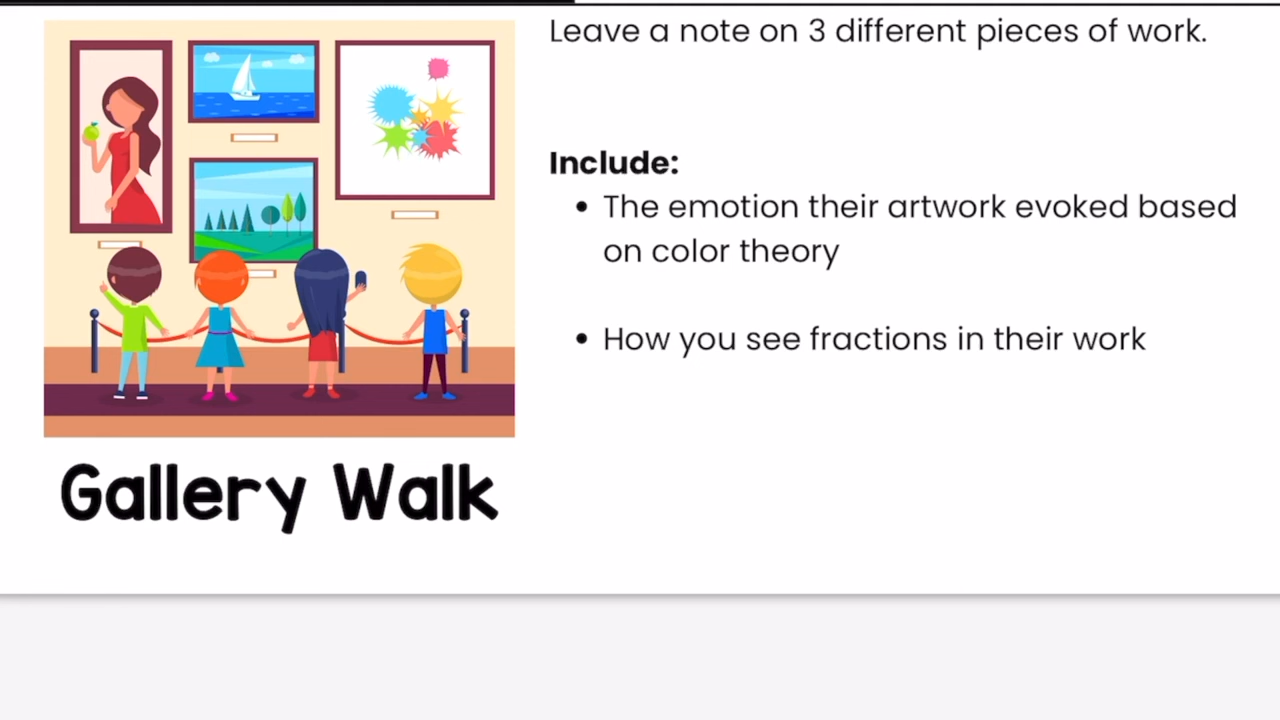 Leave a note on 3 different pieces of work.
Include:
• The emotion their artwork evoked based
on color theory
• How you see fractions in their work
Gallery Walk